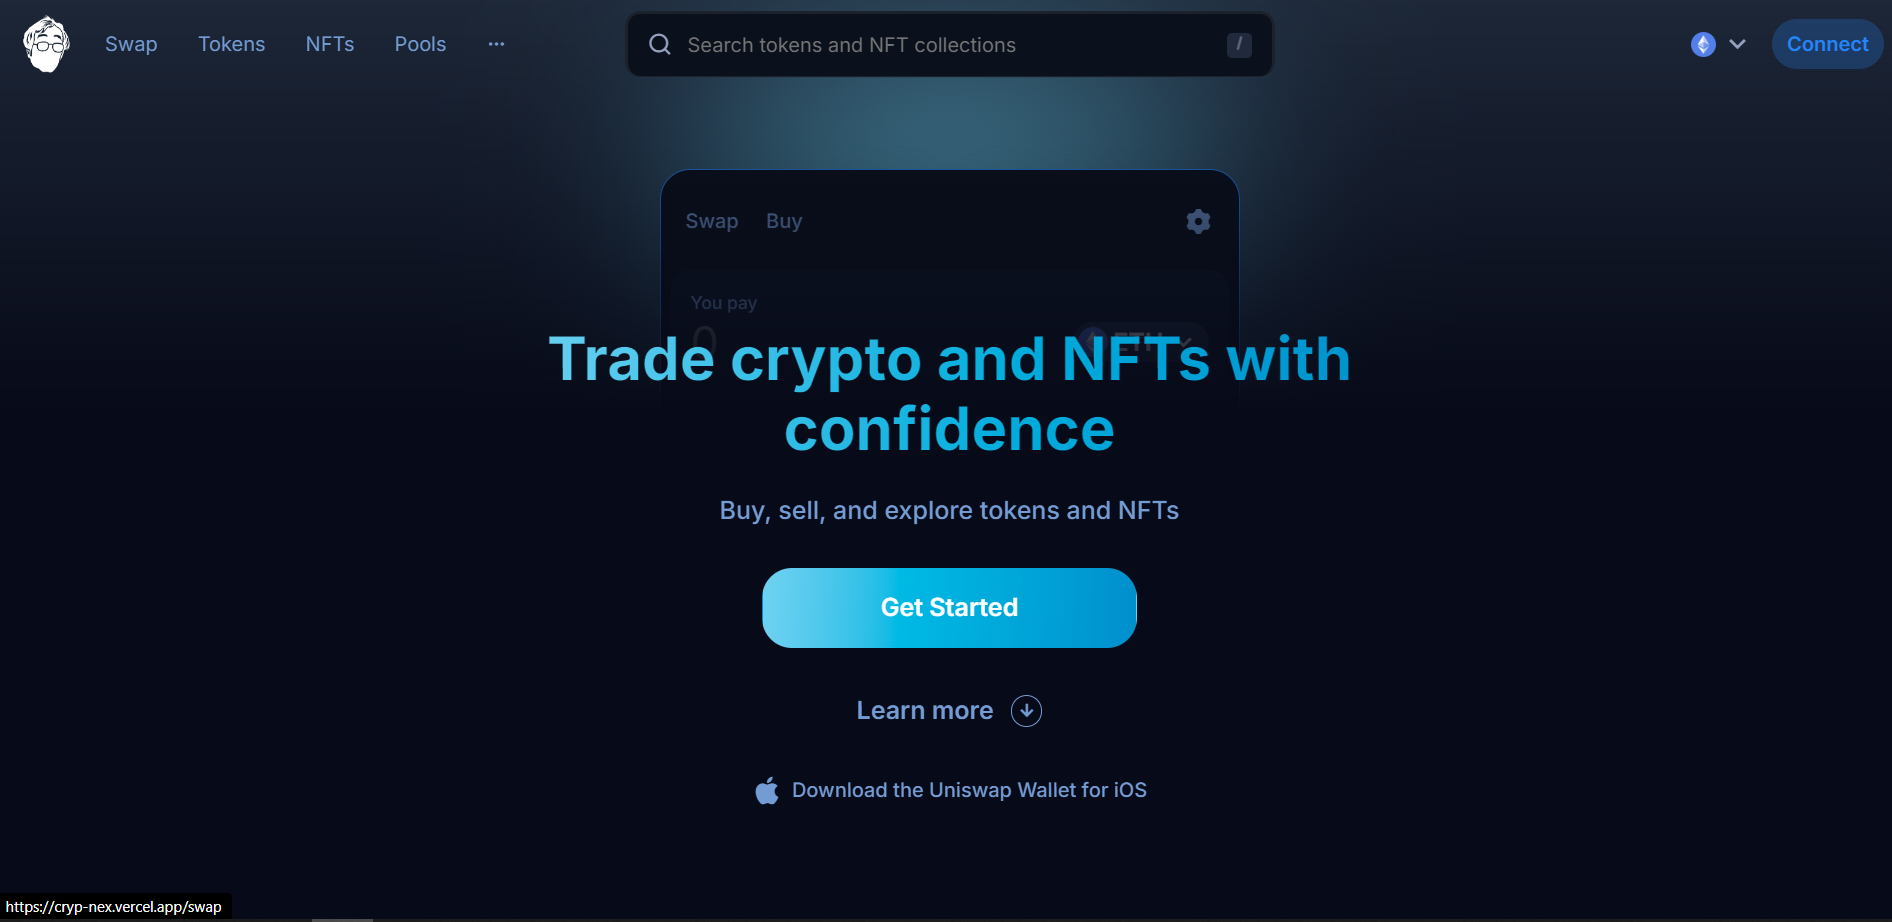 Swap Tokens NFTs Pools ...
Search tokens and NFT collections /
Connect
Swap Buy
You pay
0 ETH
Trade crypto and NFTs with
confidence
Buy, sell, and explore tokens and NFTs
Get Started
Learn more
Download the Uniswap Wallet for iOS
https://cryp-nex.vercel.app/swap